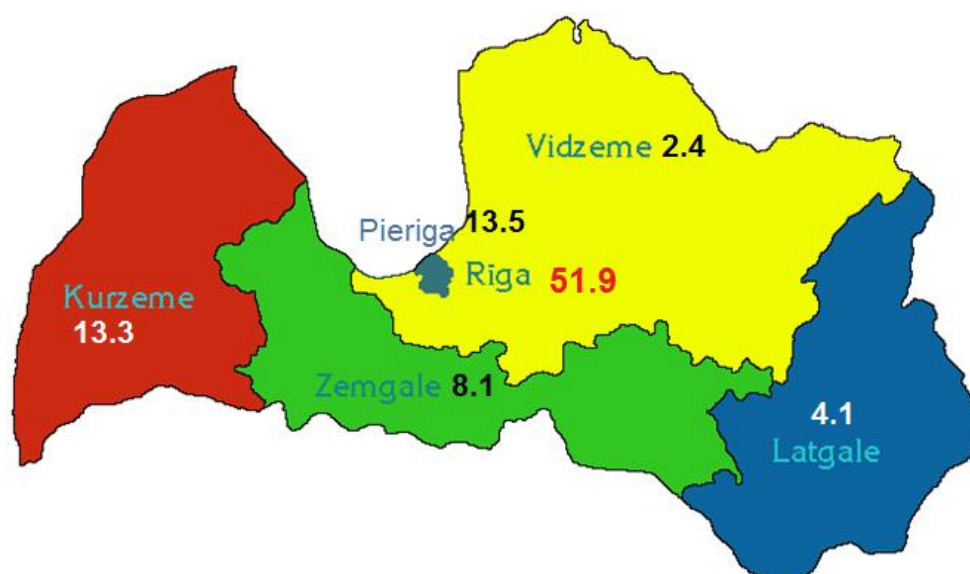 Vidzeme 2.4
Pieriga 13.5
Rīga 51.9
Kurzeme
13.3
Zemgale 8.1
4.1
Latgale